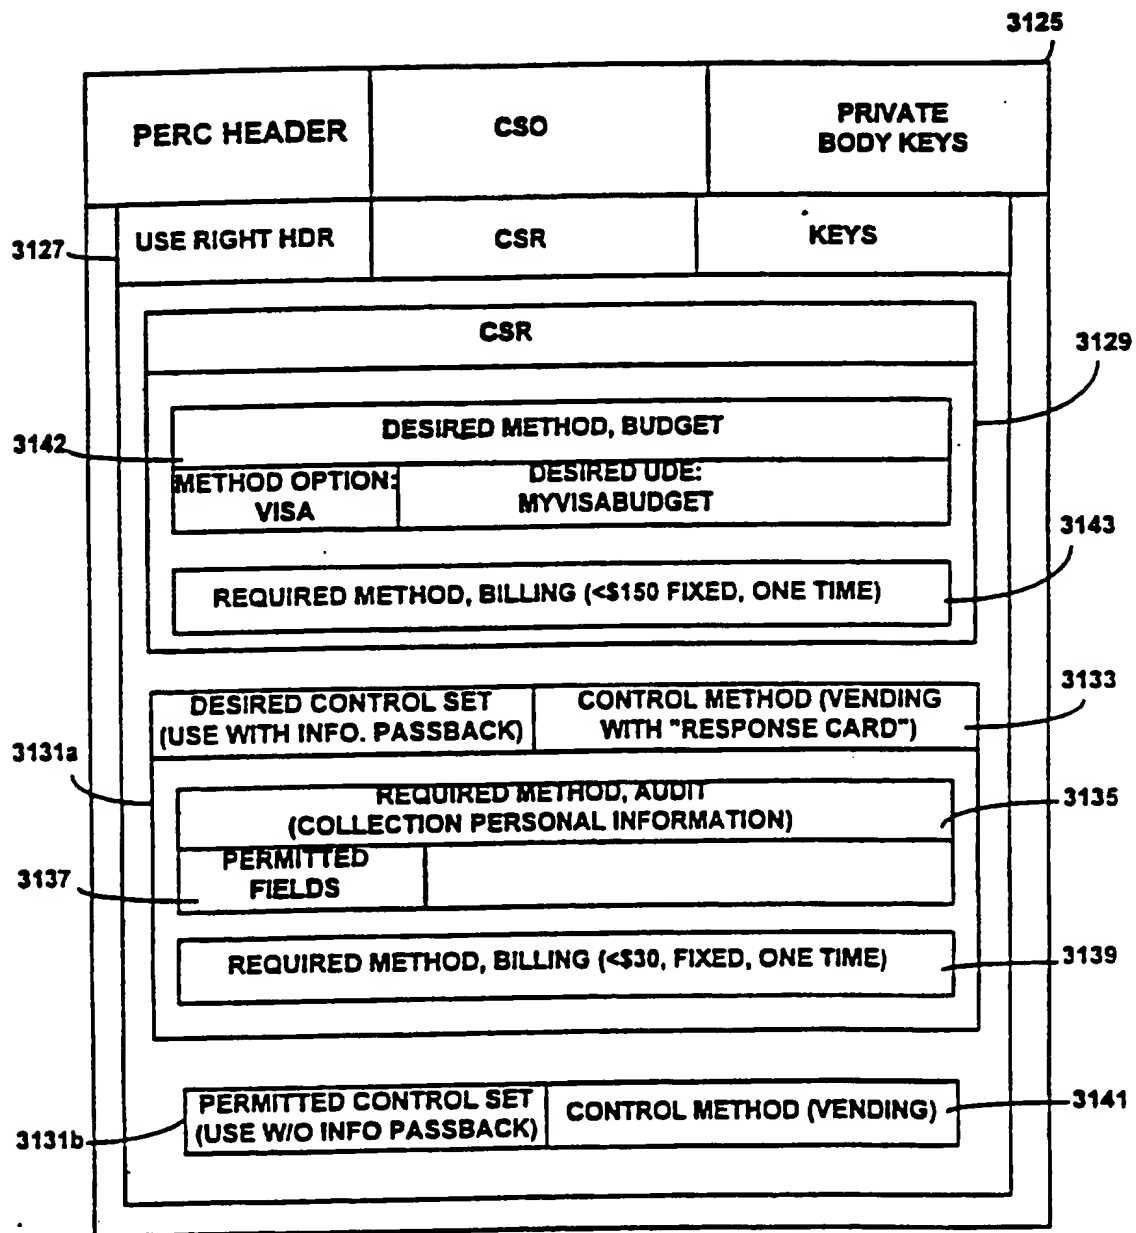 3125
PERC HEADER
CSO
PRIVATE
BODY KEYS
3127
USE RIGHT HDR
CSR
KEYS
CSR
3129
DESIRED METHOD, BUDGET
3142
METHOD OPTION:
VISA
DESIRED UDE:
MYVISABUDGET
3143
REQUIRED METHOD, BILLING (<$150 FIXED, ONE TIME)
3133
DESIRED CONTROL SET
(USE WITH INFO. PASSBACK)
CONTROL METHOD (VENDING
WITH "RESPONSE CARD")
3131a
REQUIRED METHOD, AUDIT
(COLLECTION PERSONAL INFORMATION)
3135
PERMITTED
FIELDS
3137
REQUIRED METHOD, BILLING (<$30, FIXED, ONE TIME)
3139
PERMITTED CONTROL SET
(USE W/O INFO PASSBACK)
CONTROL METHOD (VENDING)
3141
3131b